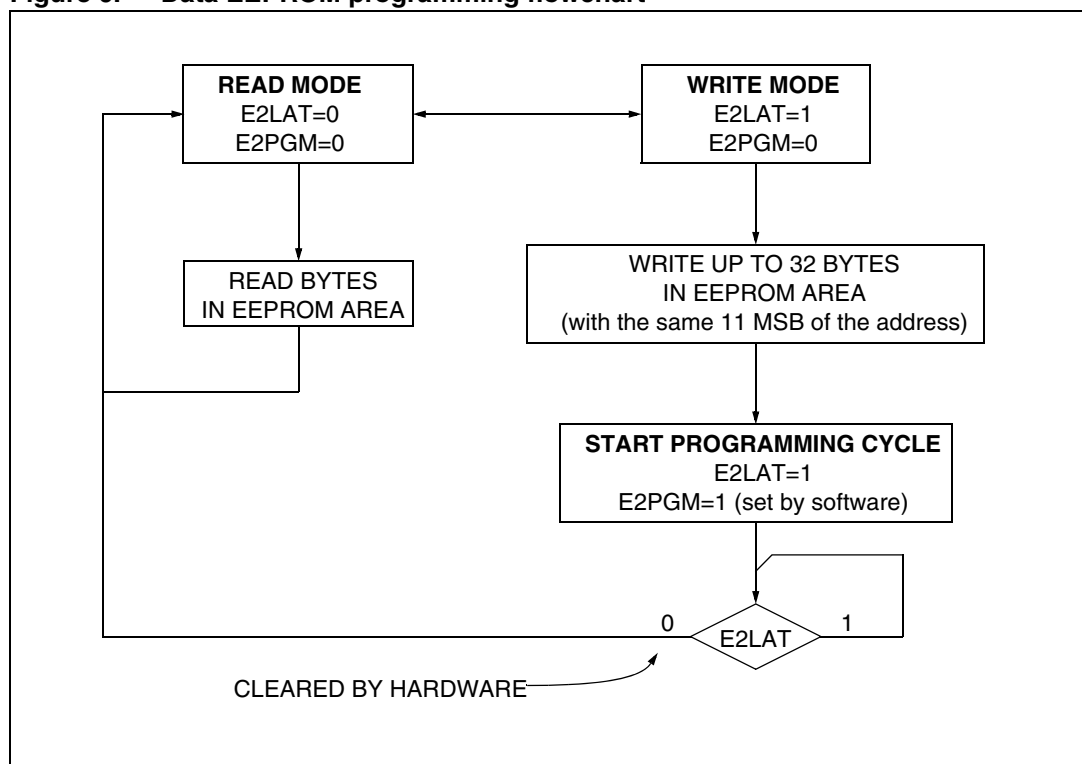 READ MODE
E2LAT=0
E2PGM=0
WRITE MODE
E2LAT=1
E2PGM=0
READ BYTES
IN EEPROM AREA
WRITE UP TO 32 BYTES
IN EEPROM AREA
(with the same 11 MSB of the address)
START PROGRAMMING CYCLE
E2LAT=1
E2PGM=1 (set by software)
0
E2LAT
1
CLEARED BY HARDWARE